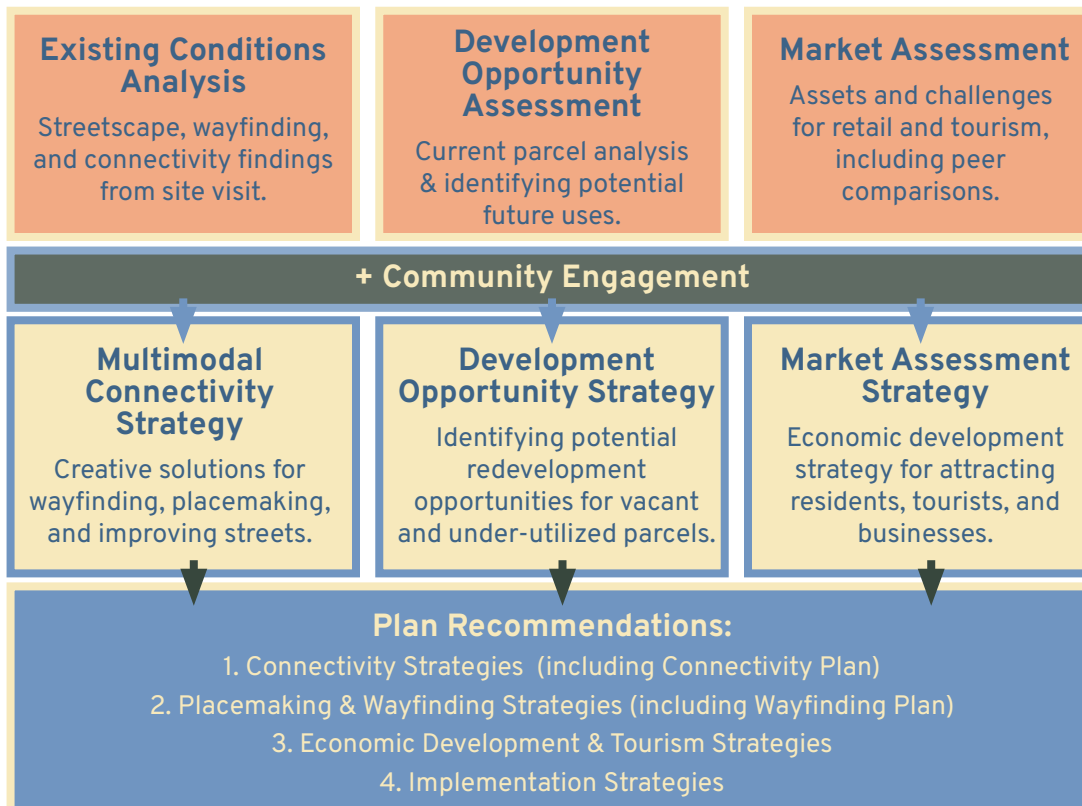 Existing Conditions
Analysis
Streetscape, wayfinding,
and connectivity findings
from site visit.
Development
Opportunity
Assessment
Current parcel analysis
& identifying potential
future uses.
Market Assessment
Assets and challenges
for retail and tourism,
including peer
comparisons.
+ Community Engagement
Multimodal
Connectivity
Strategy
Creative solutions for
wayfinding, placemaking,
and improving streets.
Development
Opportunity Strategy
Identifying potential
redevelopment
opportunities for vacant
and under-utilized parcels.
Market Assessment
Strategy
Economic development
strategy for attracting
residents, tourists, and
businesses.
Plan Recommendations:
1. Connectivity Strategies (including Connectivity Plan)
2. Placemaking & Wayfinding Strategies (including Wayfinding Plan)
3. Economic Development & Tourism Strategies
4. Implementation Strategies